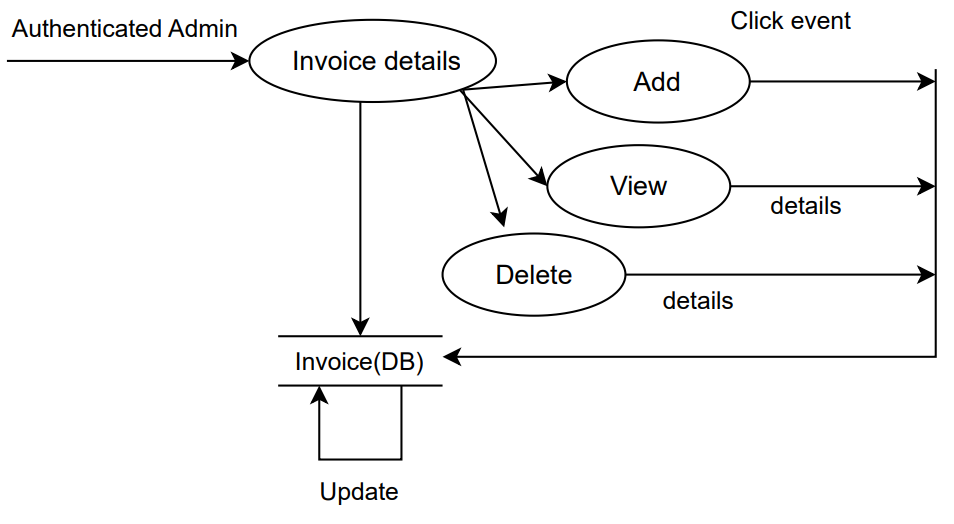 Authenticated Admin
Click event
Invoice details
Add
View
details
Delete
details
Invoice(DB)
Update